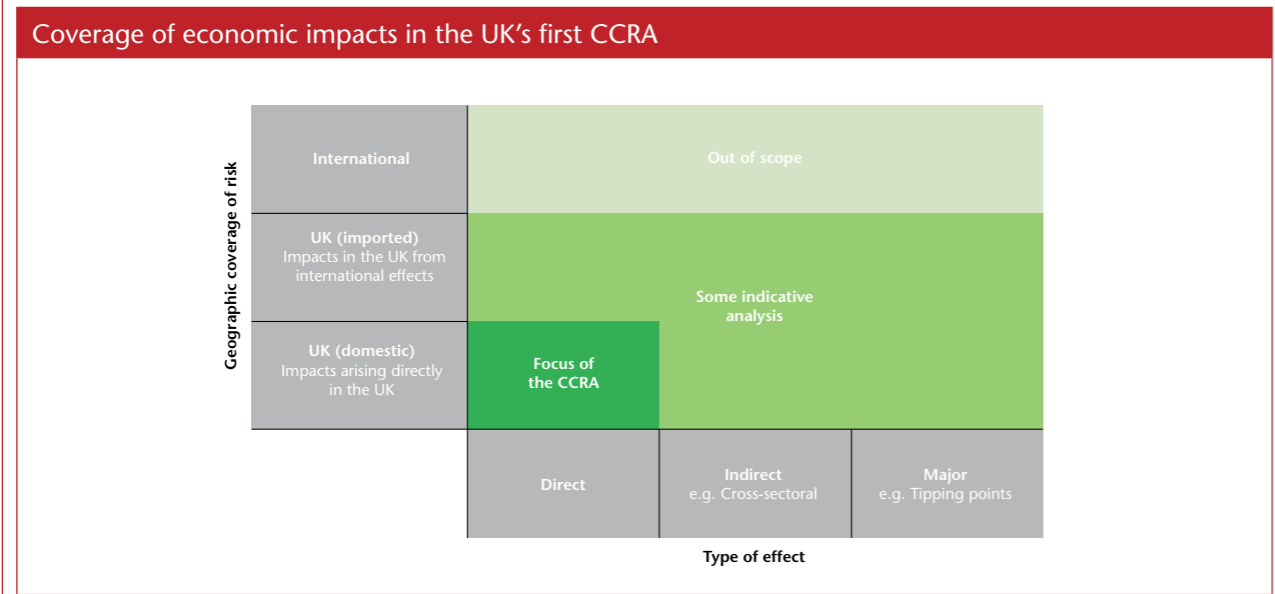 Coverage of economic impacts in the UK’s first CCRA
Geographic coverage of risk
International
Out of scope
UK (imported)
Impacts in the UK from
international effects
Some indicative
analysis
UK (domestic)
Impacts arising directly
in the UK
Focus of
the CCRA
Direct
Indirect
e.g. Cross-sectoral
Major
e.g. Tipping points
Type of effect